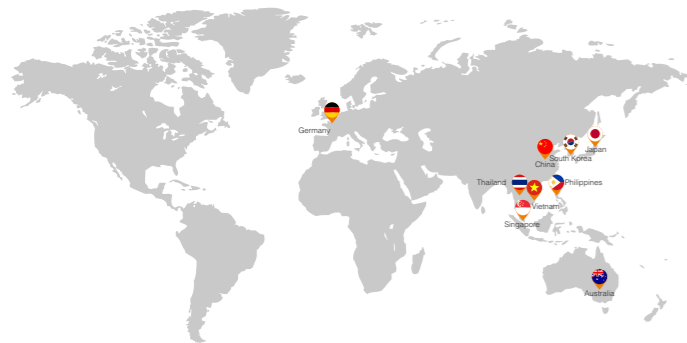 Germany
Japan
South Korea
China
Thailand
Philippines
Vietnam
Singapore
Australia